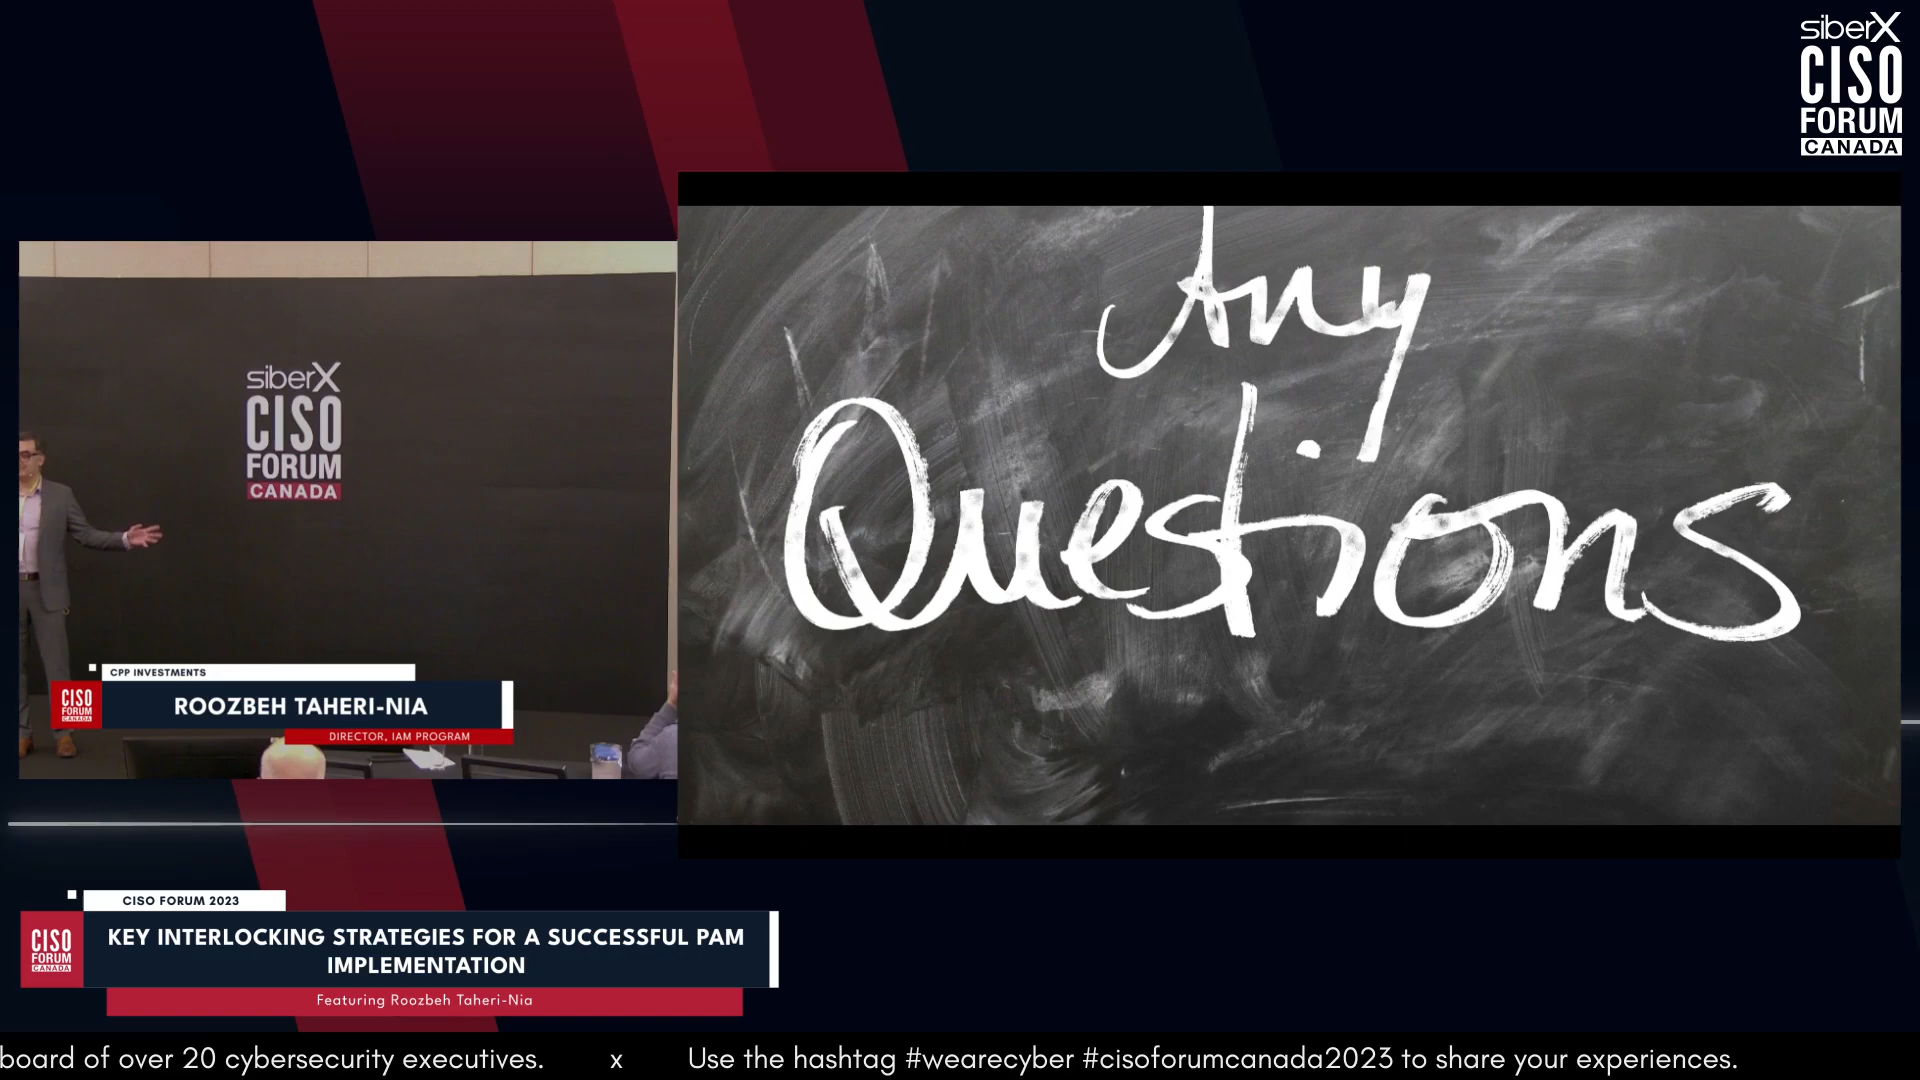 siberX
CISO
FORUM
CANADA
Any
Questions
siberX
CISO
FORUM
CANADA
CPP INVESTMENTS
CISO
FORUM
CANADA
ROOZBEH TAHERI-NIA
DIRECTOR, IAM PROGRAM
CISO FORUM 2023
CISO
FORUM
CANADA
KEY INTERLOCKING STRATEGIES FOR A SUCCESSFUL PAM
IMPLEMENTATION
Featuring Roozbeh Taheri-Nia
board of over 20 cybersecurity executives. x Use the hashtag #wearecyber #cisoforumcanada2023 to share your experiences.